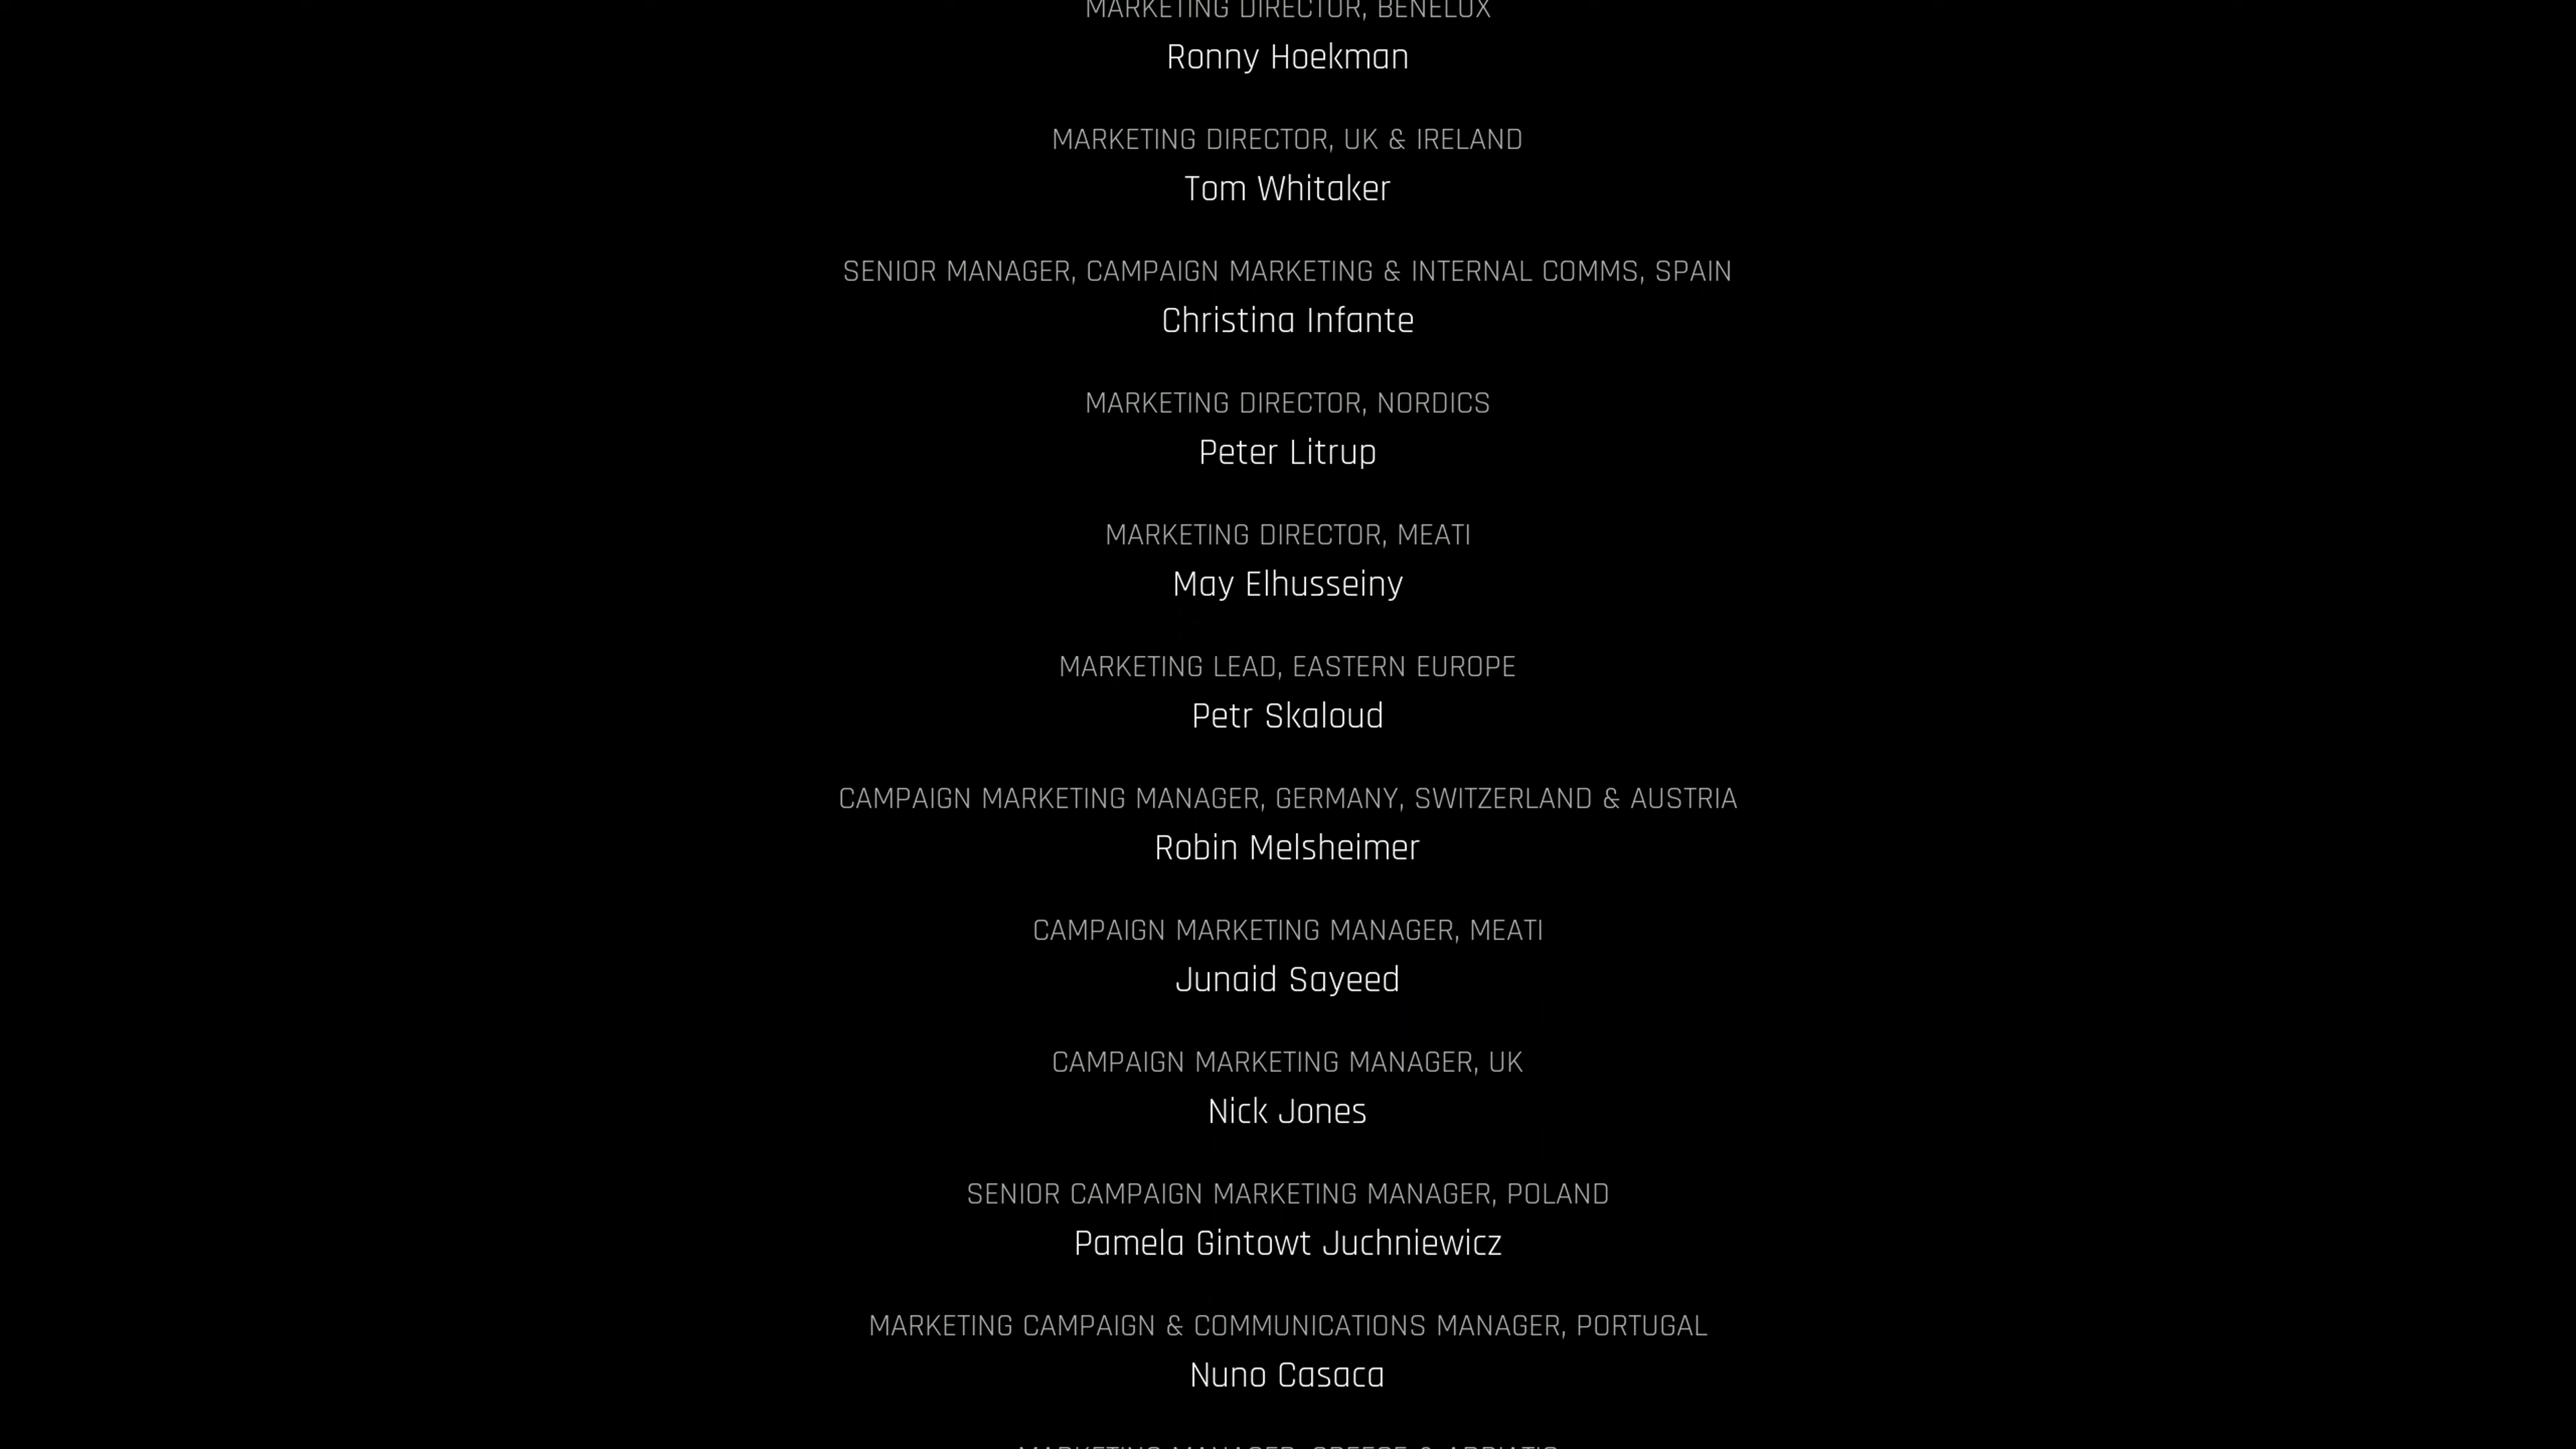 MARKETING DIRECTOR, BENELUX
Ronny Hoekman
MARKETING DIRECTOR, UK & IRELAND
Tom Whitaker
SENIOR MANAGER, CAMPAIGN MARKETING & INTERNAL COMMS, SPAIN
Christina Infante
MARKETING DIRECTOR, NORDICS
Peter Litrup
MARKETING DIRECTOR, MEATI
May Elhusseiny
MARKETING LEAD, EASTERN EUROPE
Petr Skaloud
CAMPAIGN MARKETING MANAGER, GERMANY, SWITZERLAND & AUSTRIA
Robin Melsheimer
CAMPAIGN MARKETING MANAGER, MEATI
Junaid Sayeed
CAMPAIGN MARKETING MANAGER, UK
Nick Jones
SENIOR CAMPAIGN MARKETING MANAGER, POLAND
Pamela Gintowt Juchniewicz
MARKETING CAMPAIGN & COMMUNICATIONS MANAGER, PORTUGAL
Nuno Casaca